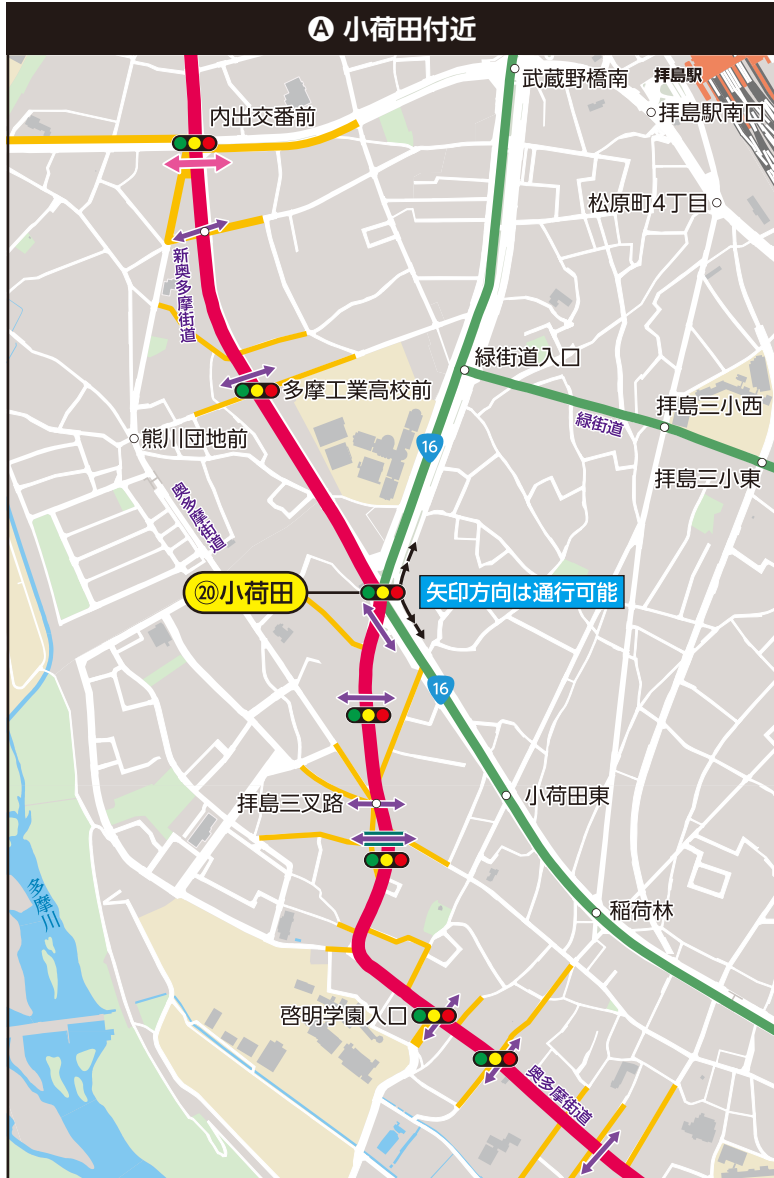 A 小荷田付近
武蔵野橋南
拝島駅
内出交番前
拝島駅南口
松原町4丁目
新奥多摩街道
緑街道入口
多摩工業高校前
拝島三小西
緑街道
熊川団地前
16
拝島三小東
奥多摩街道
⑳小荷田
矢印方向は通行可能
16
小荷田東
拝島三叉路
多摩川
稲荷林
啓明学園入口
奥多摩街道